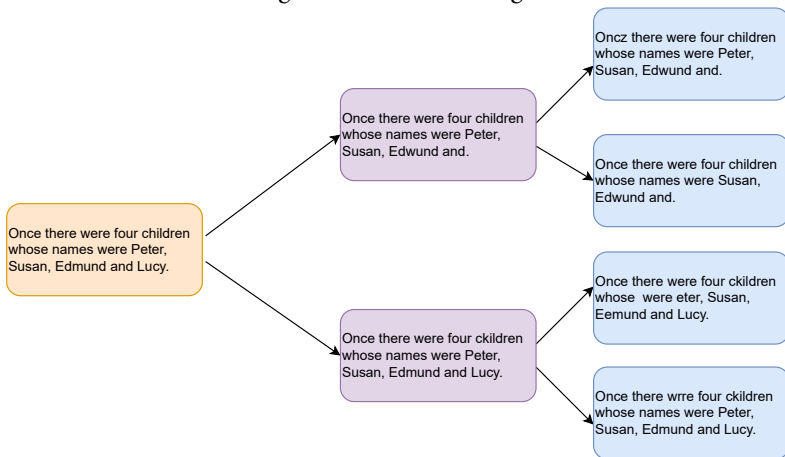 Once there were four children
whose names were Peter,
Susan, Edmund and Lucy.
Once there were four children
whose names were Peter,
Susan, Edwund and.
Once there were four ckildren
whose names were Peter,
Susan, Edmund and Lucy.
Oncz there were four children
whose names were Peter,
Susan, Edwund and.
Once there were four children
whose names were Susan,
Edwund and.
Once there were four ckildren
whose  were eter, Susan,
Eemund and Lucy.
Once there wrre four ckildren
whose names were Peter,
Susan, Edmund and Lucy.